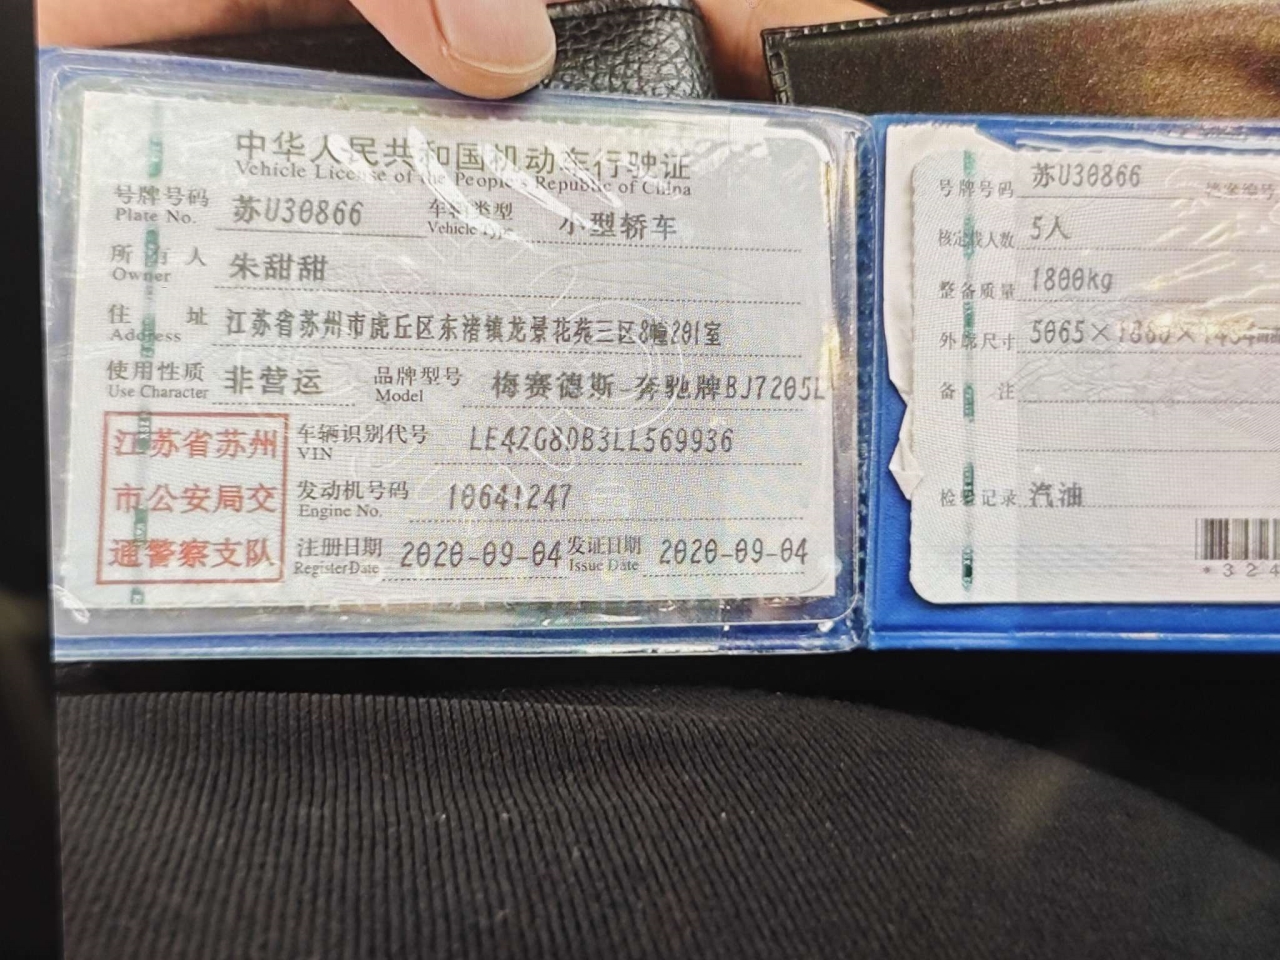 中华人民共和国机动车行驶证
Vehicle License of the People's Republic of China
号牌号码 苏U30866 车辆类型 小型轿车
Plate No. Vehicle Type
所有人 朱甜甜
Owner
住址 江苏省苏州市虎丘区东渚镇龙景花苑三区8幢201室
Address
使用性质 非营运 品牌型号 梅赛德斯-奔驰牌BJ7205L
Use Character Model
江苏省苏州
市公安局交
通警察支队
车辆识别代号 LE4ZG8DB3LL569936
VIN
发动机号码 10641247
Engine No.
注册日期 2020-09-04 发证日期 2020-09-04
Register Date Issue Date
号牌号码 苏U30866 档案编号
核定载人数 5人
整备质量 1800kg
外廓尺寸 5065×1860×1454mm
备注
检验记录 汽油
*324